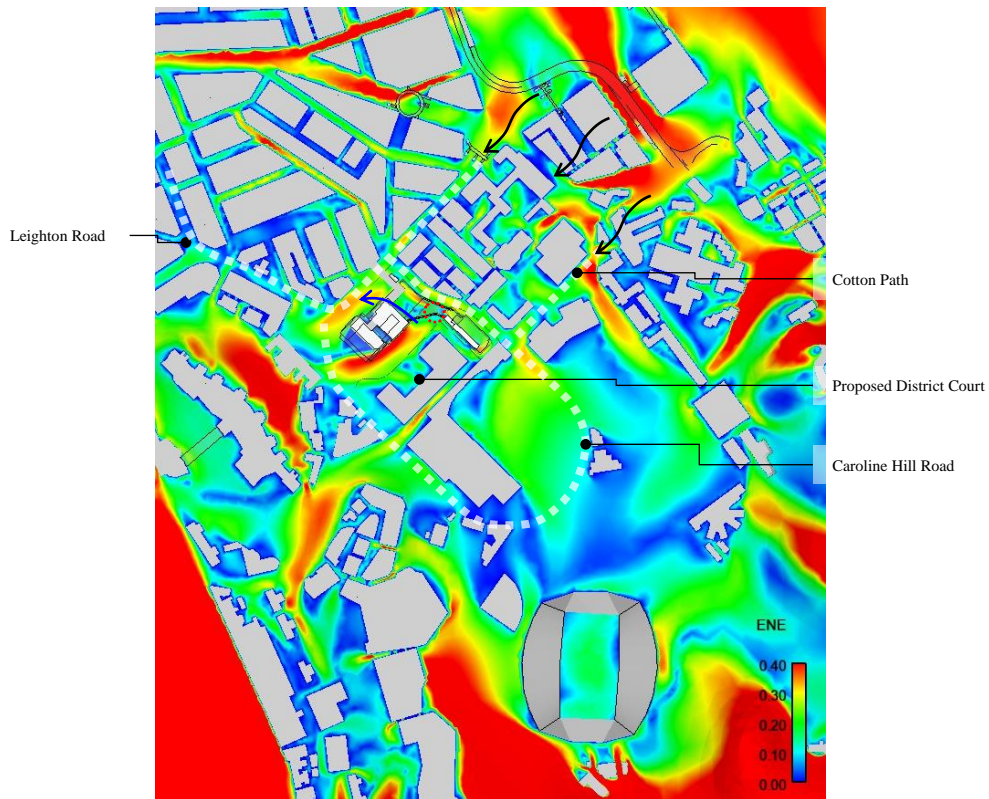 Leighton Road
Cotton Path
Proposed District Court
Caroline Hill Road
ENE
0.40
0.30
0.20
0.10
0.00